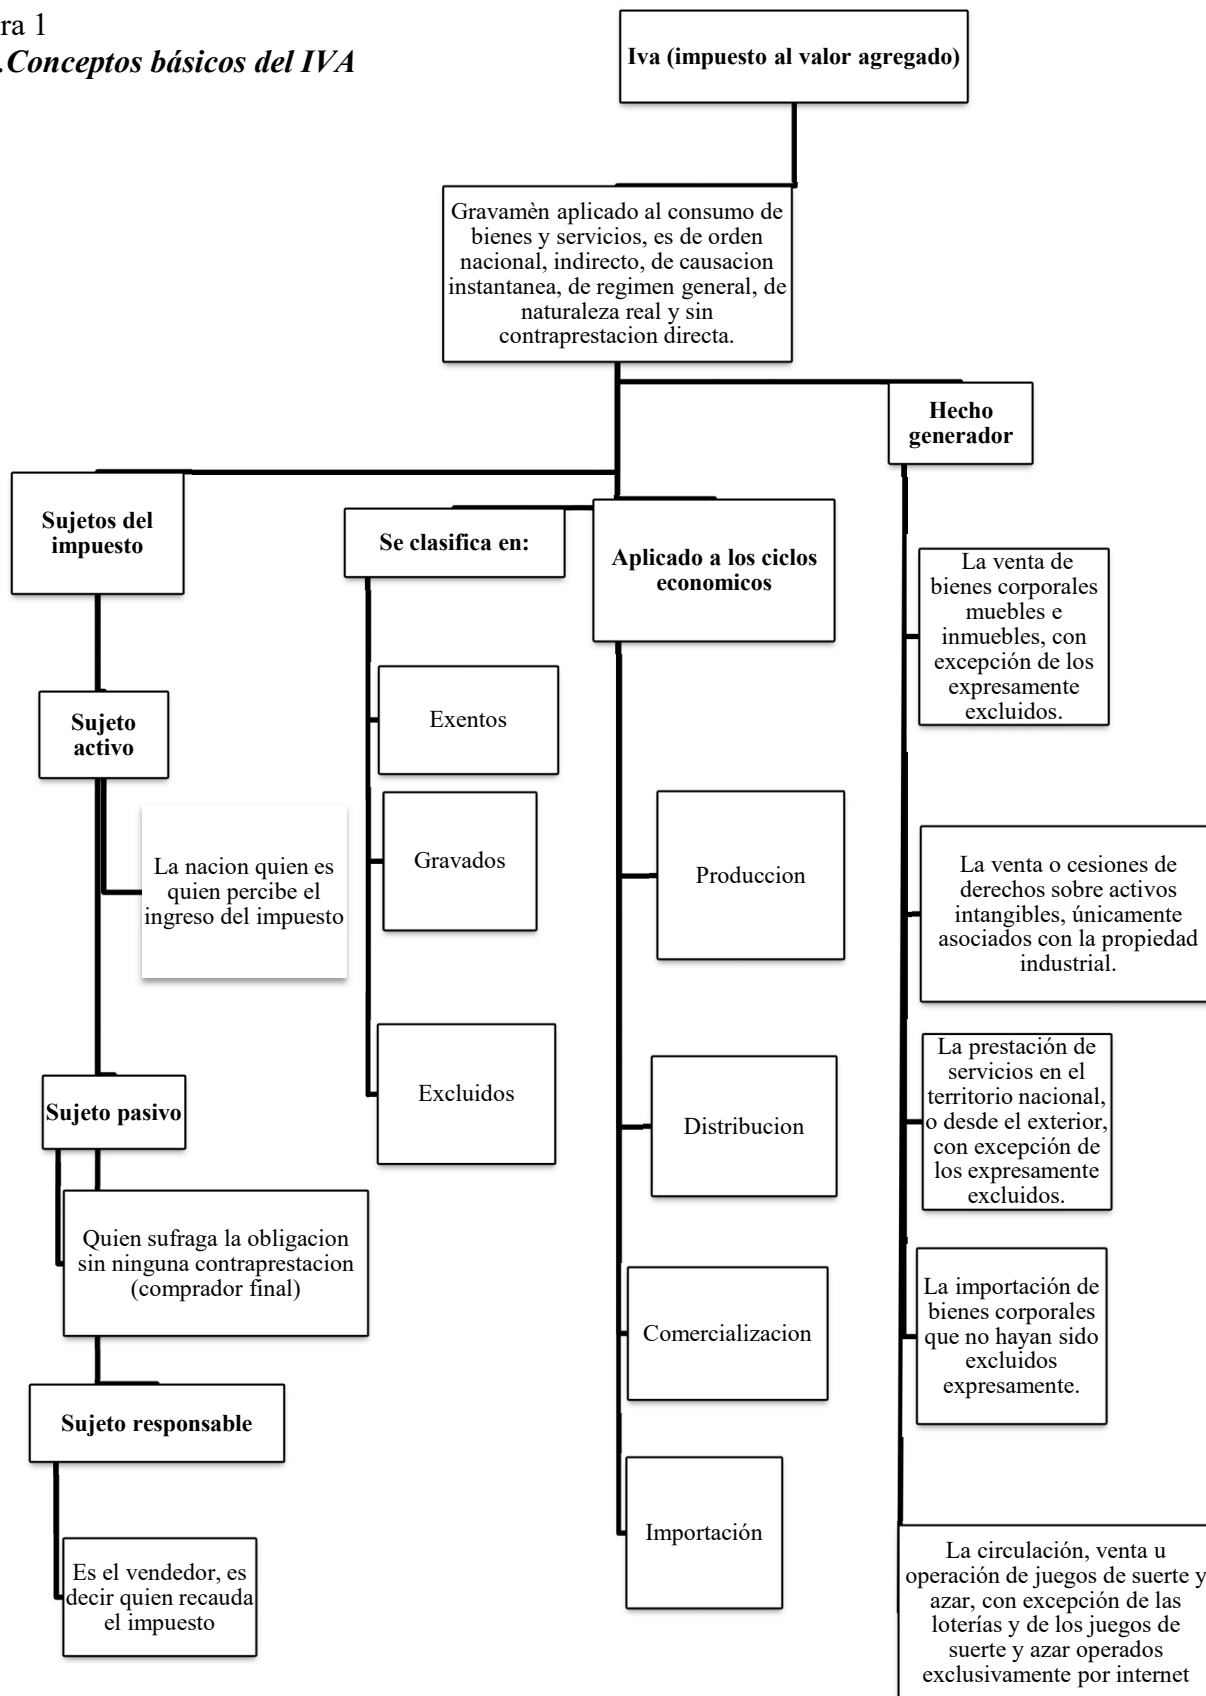 ra 1
.Conceptos básicos del IVA
Iva (impuesto al valor agregado)
Gravamèn aplicado al consumo de
bienes y servicios, es de orden
nacional, indirecto, de causacion
instantanea, de regimen general, de
naturaleza real y sin
contraprestacion directa.
Sujetos del
impuesto
Sujeto
activo
La nacion quien es
quien percibe el
ingreso del impuesto
Sujeto pasivo
Quien sufraga la obligacion
sin ninguna contraprestacion
(comprador final)
Sujeto responsable
Es el vendedor, es
decir quien recauda
el impuesto
Se clasifica en:
Exentos
Gravados
Excluidos
Aplicado a los ciclos
economicos
Produccion
Distribucion
Comercializacion
Importación
Hecho
generador
La venta de
bienes corporales
muebles e
inmuebles, con
excepción de los
expresamente
excluidos.
La venta o cesiones de
derechos sobre activos
intangibles, únicamente
asociados con la propiedad
industrial.
La prestación de
servicios en el
territorio nacional,
o desde el exterior,
con excepción de
los expresamente
excluidos.
La importación de
bienes corporales
que no hayan sido
excluidos
expresamente.
La circulación, venta u
operación de juegos de suerte y
azar, con excepción de las
loterías y de los juegos de
suerte y azar operados
exclusivamente por internet